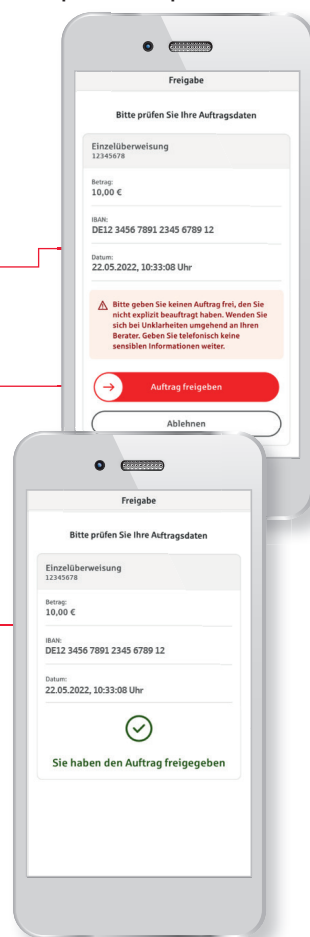 Freigabe
Bitte prüfen Sie Ihre Auftragsdaten
Einzelüberweisung
12345678
Betrag:
10,00 €
IBAN:
DE12 3456 7891 2345 6789 12
Datum:
22.05.2022, 10:33:08 Uhr
Bitte geben Sie keinen Auftrag frei, den Sie
nicht explizit beauftragt haben. Wenden Sie
sich bei Unklarheiten umgehend an Ihren
Berater. Geben Sie telefonisch keine
sensiblen Informationen weiter.
Auftrag freigeben
Ablehnen
Freigabe
Bitte prüfen Sie Ihre Auftragsdaten
Einzelüberweisung
12345678
Betrag:
10,00 €
IBAN:
DE12 3456 7891 2345 6789 12
Datum:
22.05.2022, 10:33:08 Uhr
Sie haben den Auftrag freigegeben